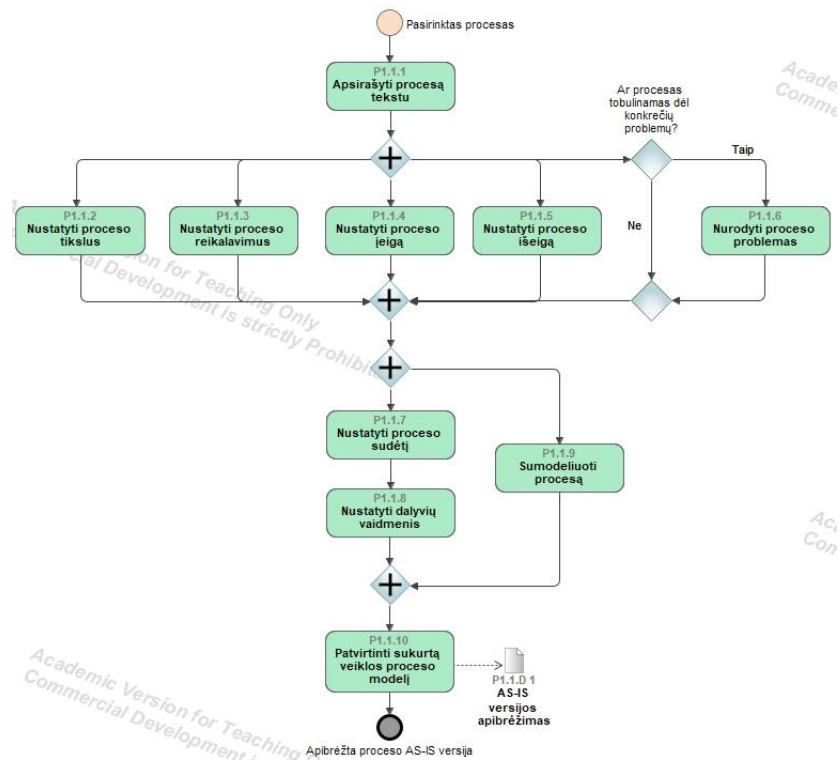 Pasirinktas procesas
P1.1.1
Apsirašyti procesą
tekstu
Ar procesas
tobulinamas dėl
konkrečių
problemų?
Taip
Ne
P1.1.2
Nustatyti proceso
tikslus
P1.1.3
Nustatyti proceso
reikalavimus
P1.1.4
Nustatyti proceso
įeigą
P1.1.5
Nustatyti proceso
išeigą
P1.1.6
Nurodyti proceso
problemas
P1.1.7
Nustatyti proceso
sudėtį
P1.1.8
Nustatyti dalyvių
vaidmenis
P1.1.9
Sumodeliuoti
procesą
P1.1.10
Patvirtinti sukurtą
veiklos proceso
modelį
P1.1.D 1
AS-IS
versijos
apibrėžimas
Apibrėžta proceso AS-IS versija
Version for Teaching Only
Development is strictly
Academic Version for Teaching
Commercial Development